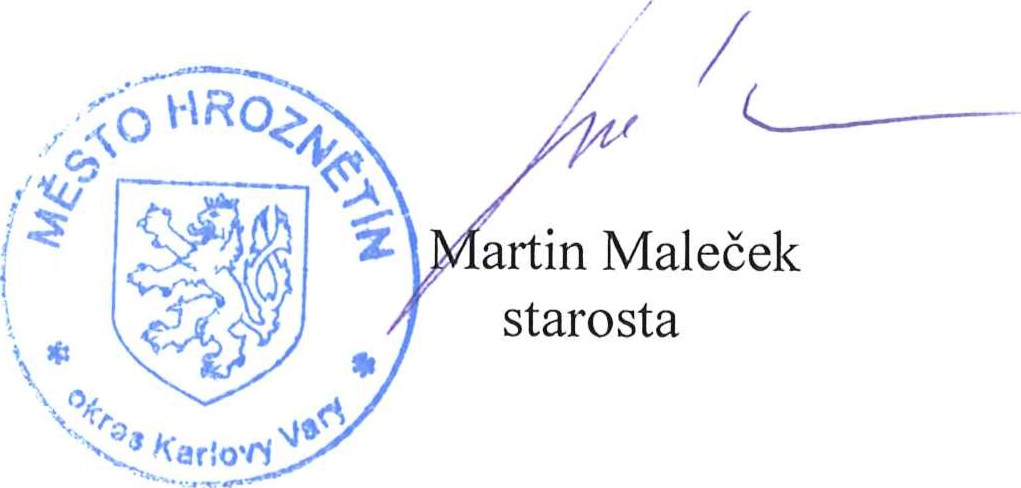 MĚSTO HROZNĚTÍN
okres Karlovy Vary
Martin Maleček
starosta